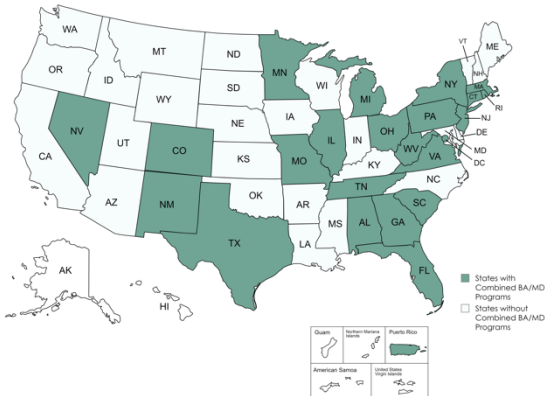 WA
MT
ND
MN
VT
ME
OR
ID
SD
WI
NH
NY
MA
WY
MI
CT
RI
IA
NE
PA
NJ
NV
UT
CO
IL
IN
OH
DE
MD
DC
CA
KS
MO
WV
VA
KY
NC
TN
AZ
NM
OK
AR
SC
MS
AL
GA
TX
LA
FL
AK
HI
States with
Combined BA/MD
Programs
States without
Combined BA/MD
Programs
Guam
Northern Mariana
Islands
Puerto Rico
American Samoa
United States
Virgin Islands